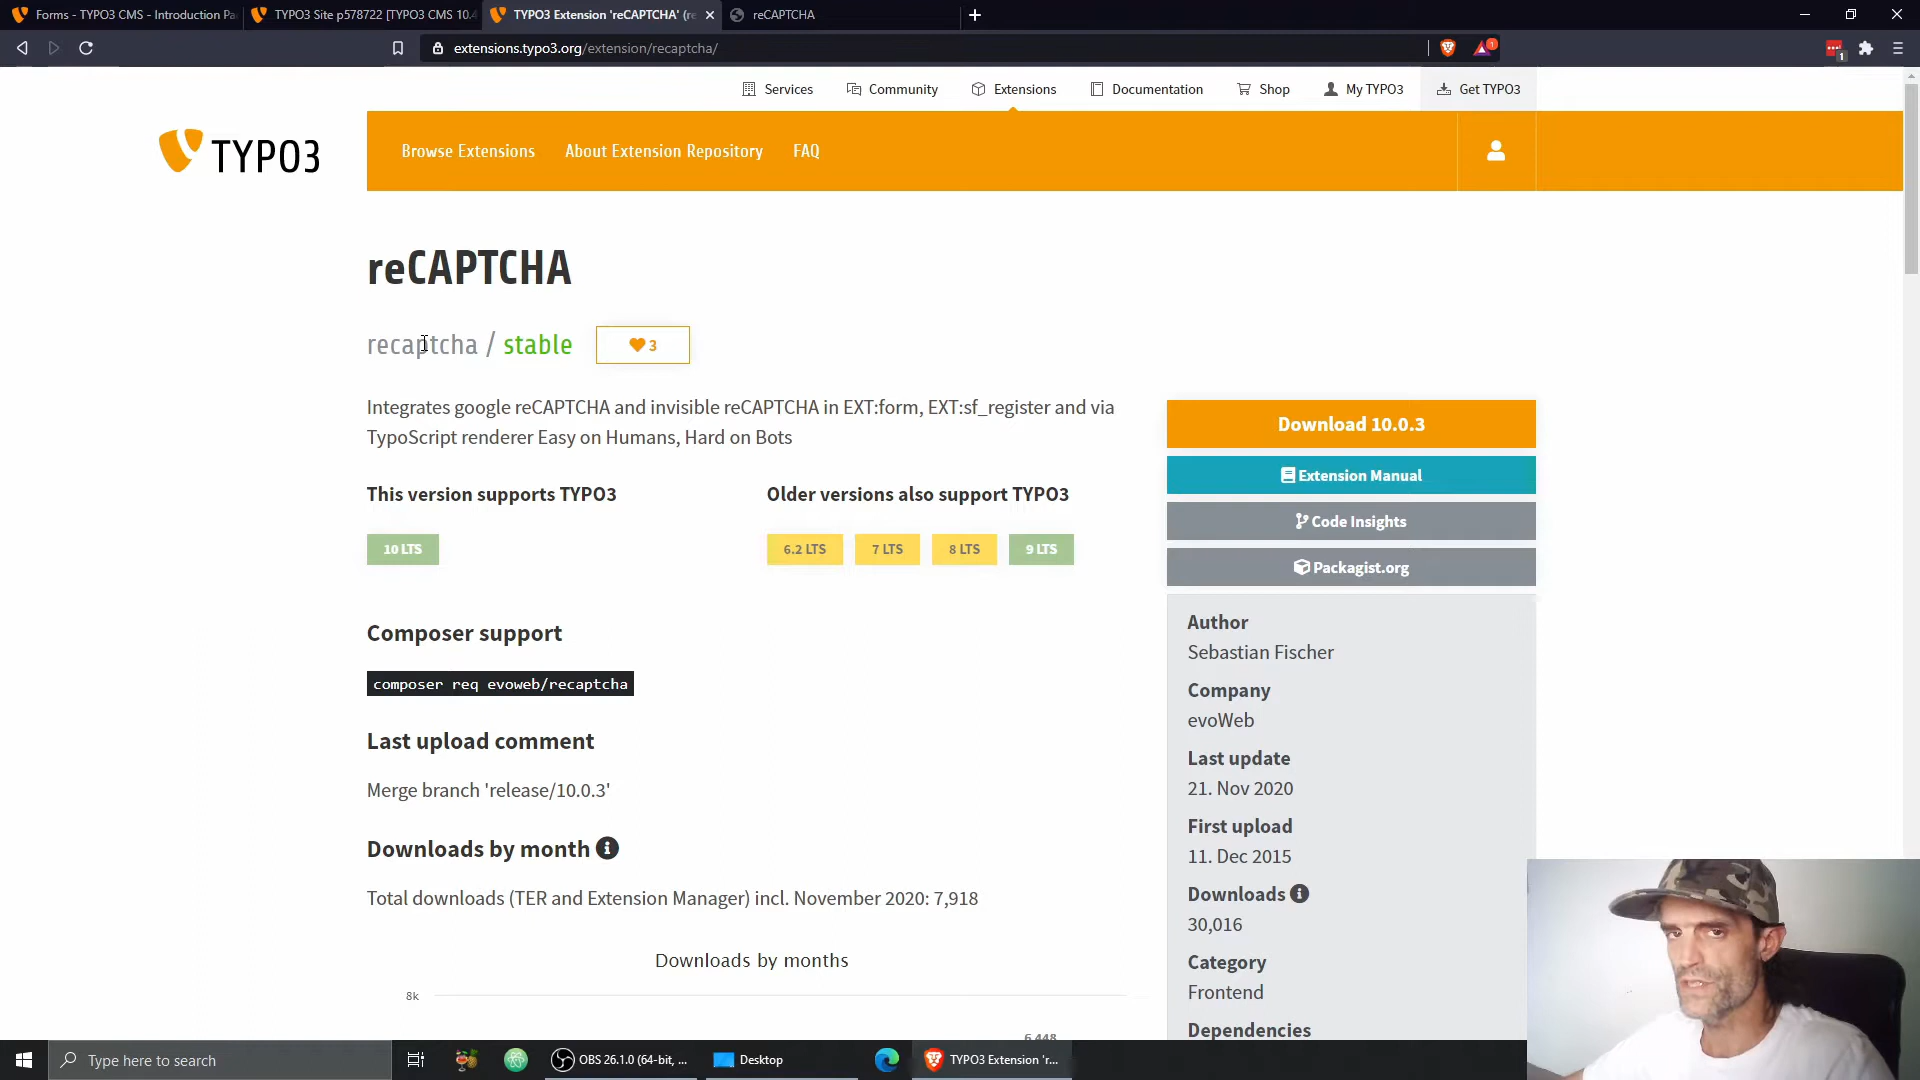 Forms - TYPO3 CMS - Introduction Pa
TYPO3 Site p578722 [TYPO3 CMS 10.4
TYPO3 Extension 'reCAPTCHA' (re
reCAPTCHA
extensions.typo3.org/extension/recaptcha/
1
1
Services
Community
Extensions
Documentation
Shop
My TYPO3
Get TYPO3
TYPO3
Browse Extensions
About Extension Repository
FAQ
reCAPTCHA
recaptcha / stable
3
Integrates google reCAPTCHA and invisible reCAPTCHA in EXT:form, EXT:sf_register and via
TypoScript renderer Easy on Humans, Hard on Bots
Download 10.0.3
Extension Manual
Code Insights
Packagist.org
This version supports TYPO3
10 LTS
Older versions also support TYPO3
6.2 LTS
7 LTS
8 LTS
9 LTS
Composer support
composer req evoweb/recaptcha
Last upload comment
Merge branch 'release/10.0.3'
Downloads by month
Total downloads (TER and Extension Manager) incl. November 2020: 7,918
Downloads by months
8k
6,448
Author
Sebastian Fischer
Company
evoWeb
Last update
21. Nov 2020
First upload
11. Dec 2015
Downloads
30,016
Category
Frontend
Dependencies
Type here to search
OBS 26.1.0 (64-bit, ...
Desktop
TYPO3 Extension 'r...